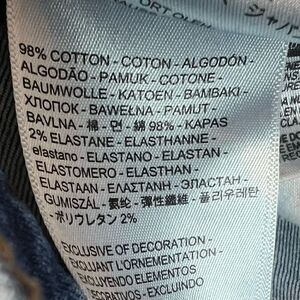 98% COTTON - COTON - ALGODÓN -
ALGODÃO - PAMUK - COTONE -
BAUMWOLLE - KATOEN - BAMBAKI -
ХЛОПОК - BAWEŁNA - PAMUT -
BAVLNA - 棉 - 면 - 綿 98% - KAPAS
2% ELASTANE - ELASTHANNE -
elastano - ELASTANO - ELASTAN -
ELASTAM - ELASTHAN -
ELASTAAN - ΕΛΑΣΤΑΝΗ - ЭЛАСТАН -
GUMISZÁL - 氨纶 - 彈性纖維 - 폴리우레탄
- ポリウレタン 2%
EXCLUSIVE OF DECORATION -
EXCLUANT L'ORNEMENTATION -
EXCLUYENDO ELEMENTOS
DECORATIVOS - EXCLUINDO